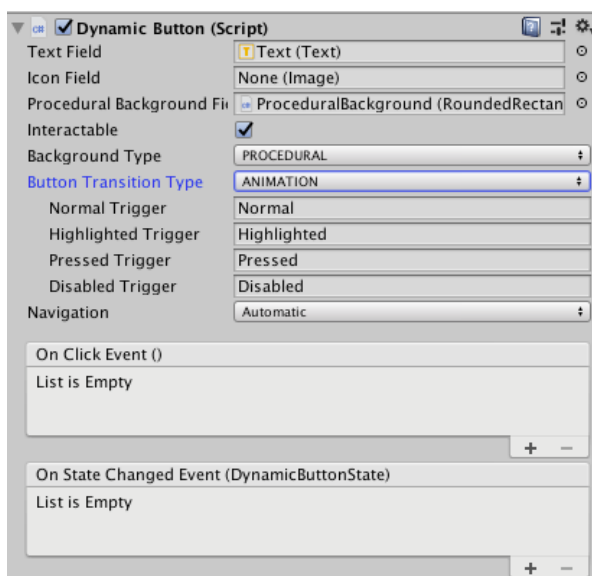 Dynamic Button (Script)
Text Field Text (Text)
Icon Field None (Image)
Procedural Background Fi ProceduralBackground (RoundedRectan
Interactable
Background Type PROCEDURAL
Button Transition Type ANIMATION
Normal Trigger Normal
Highlighted Trigger Highlighted
Pressed Trigger Pressed
Disabled Trigger Disabled
Navigation Automatic
On Click Event ()
List is Empty
+ −
On State Changed Event (DynamicButtonState)
List is Empty
+ −